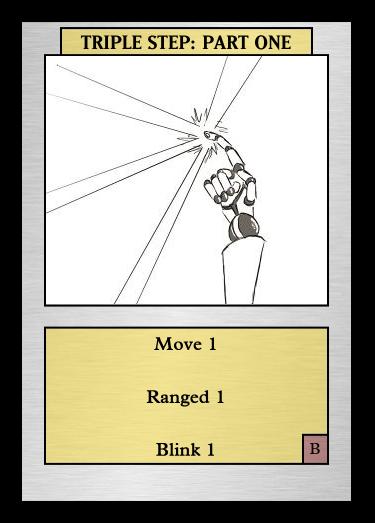 TRIPLE STEP: PART ONE
Move 1
Ranged 1
Blink 1
B